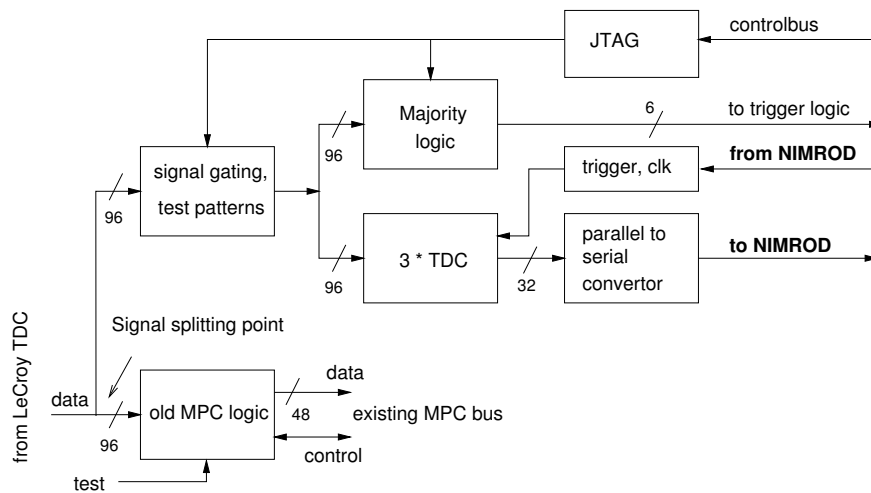 JTAG
controlbus
Majority
logic
96
6
to trigger logic
signal gating,
test patterns
96
trigger, clk
from NIMROD
3 * TDC
96
32
parallel to
serial
convertor
to NIMROD
from LeCroy TDC
Signal splitting point
data
96
old MPC logic
data
48
existing MPC bus
control
test